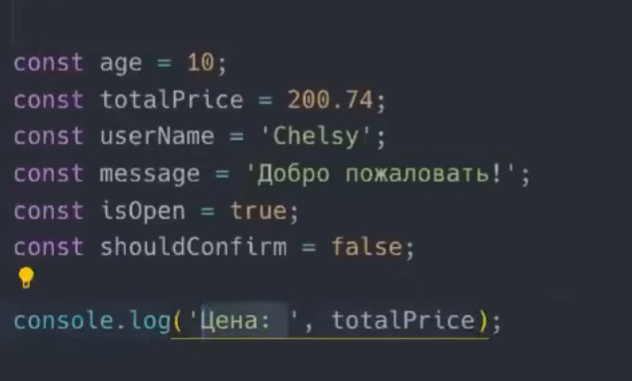 const age = 10;
const totalPrice = 200.74;
const userName = 'Chelsy';
const message = 'Добро пожаловать!';
const isOpen = true;
const shouldConfirm = false;
console.log('Цена: ', totalPrice);